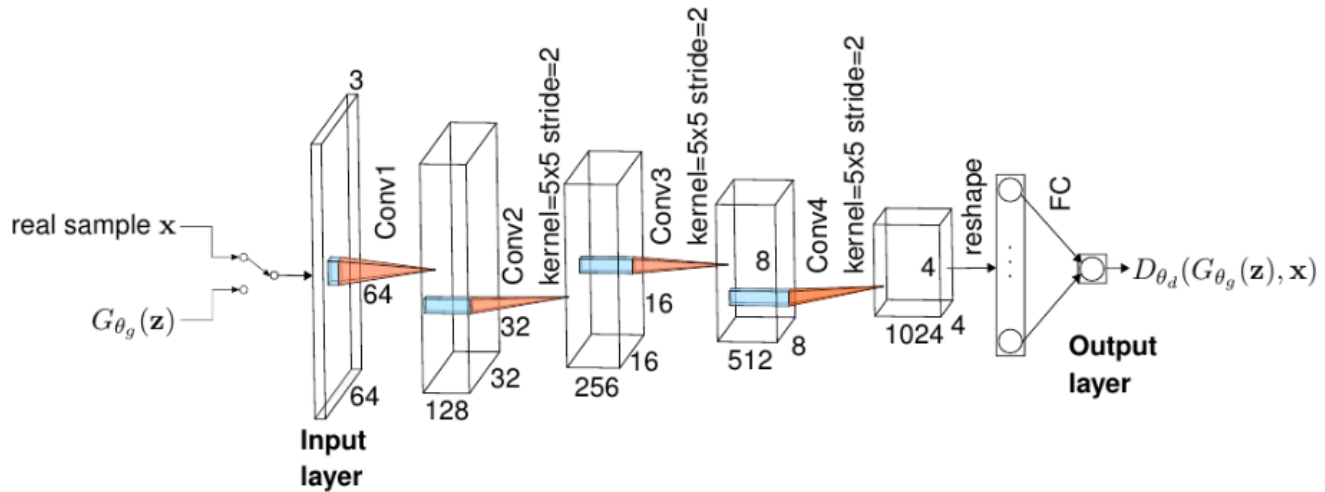 3
Conv1
64
64
Input
layer
real sample x
G_{θ_g}(z)
Conv2
kernel=5x5 stride=2
32
32
128
Conv3
kernel=5x5 stride=2
16
16
256
Conv4
kernel=5x5 stride=2
8
8
512
4
4
1024
reshape
FC
D_{θ_d}(G_{θ_g}(z), x)
Output
layer